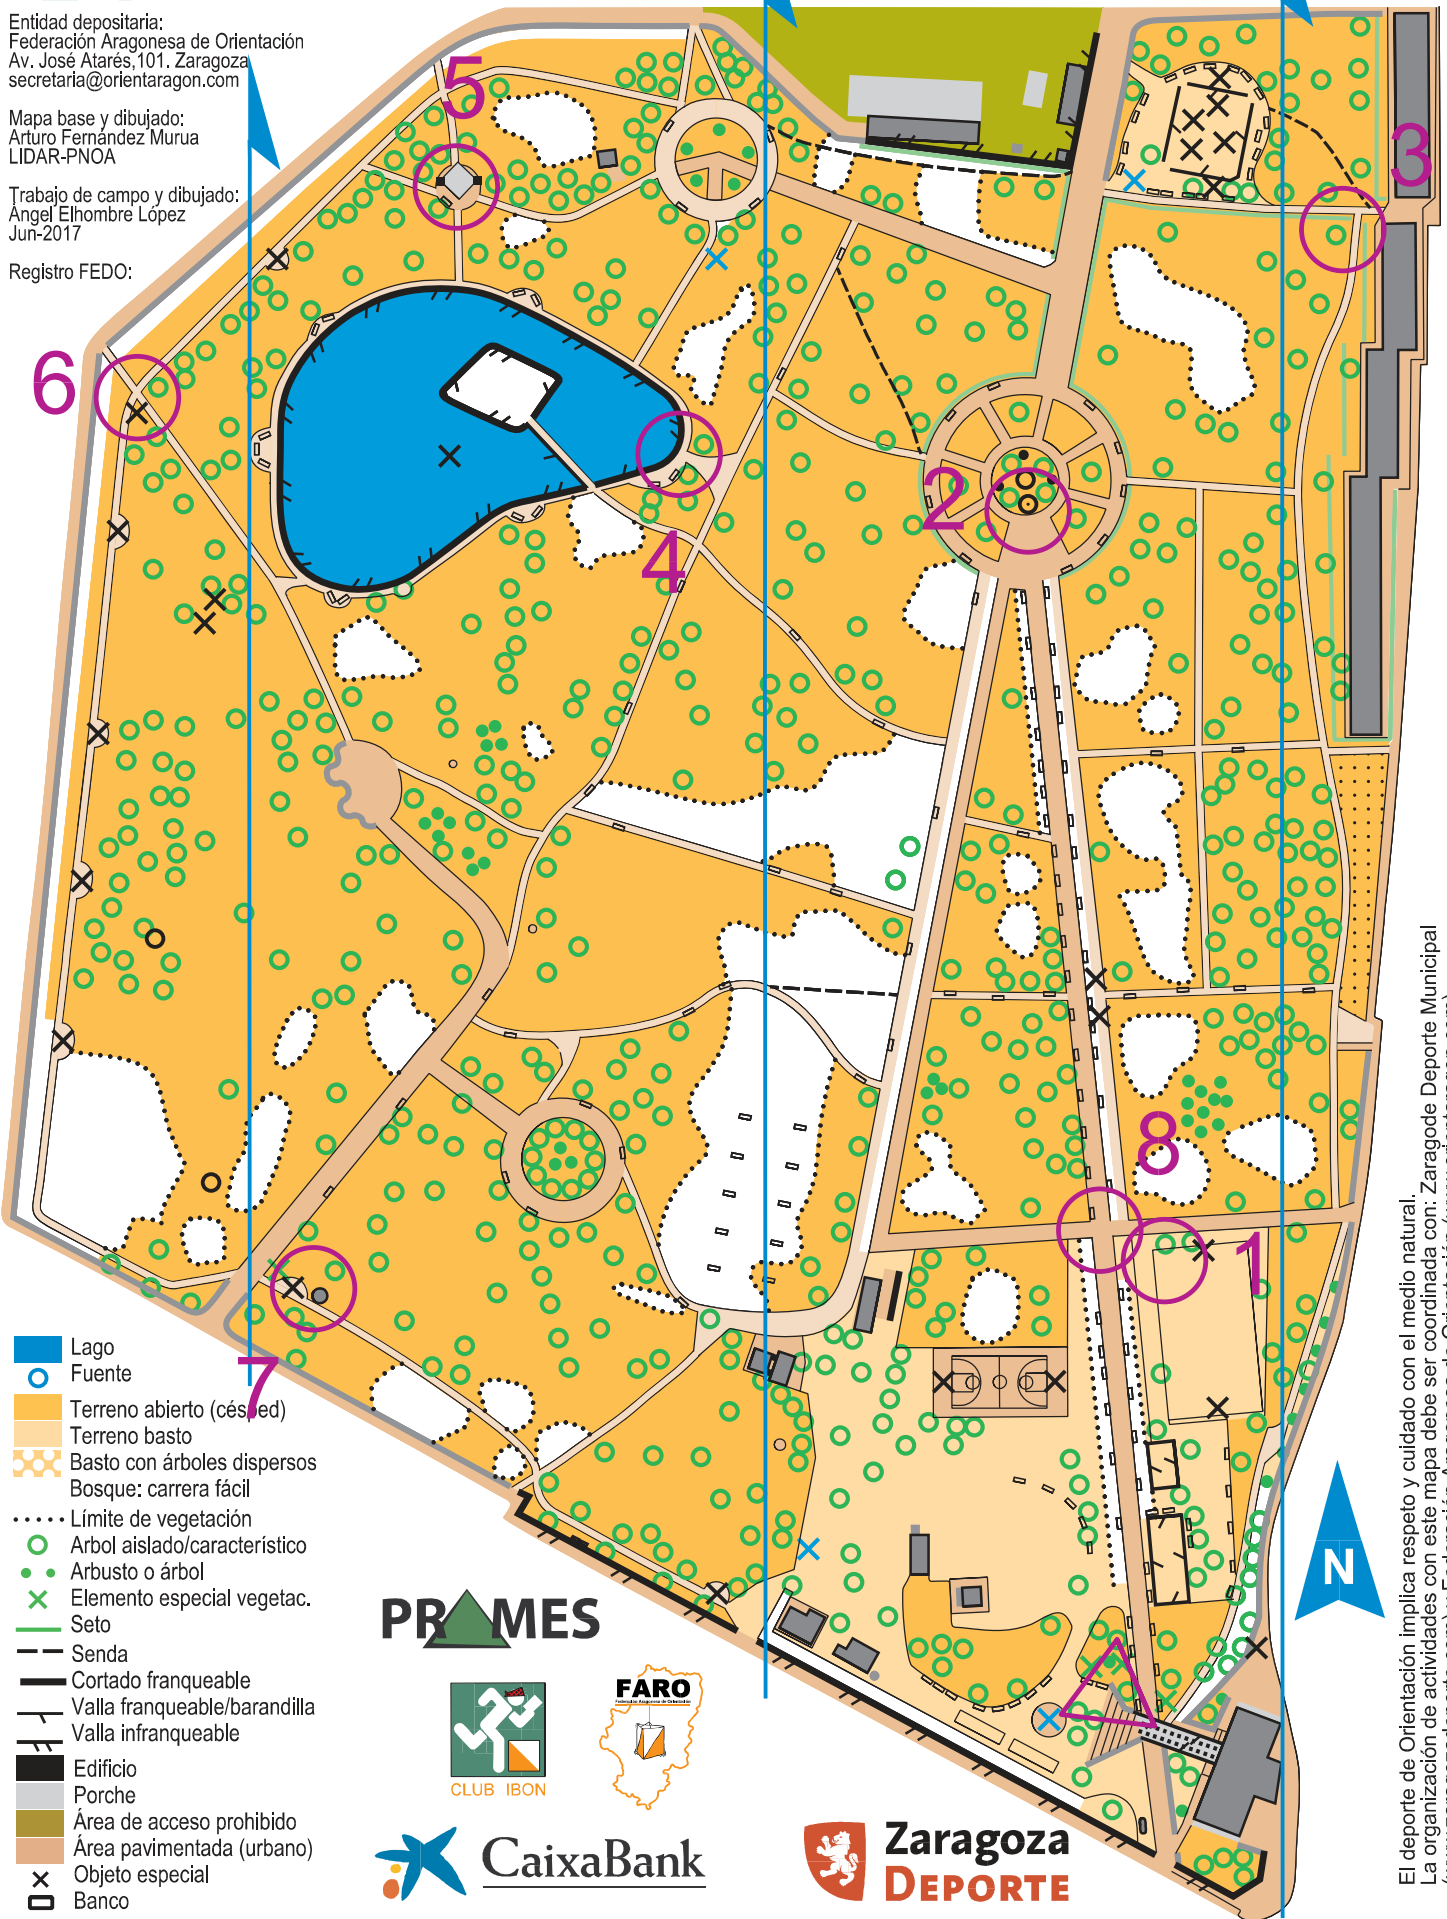 Entidad depositaria:
Federación Aragonesa de Orientación
Av. José Atarés,101. Zaragoza
secretaria@orientaragon.com
Mapa base y dibujado:
Arturo Fernández Murua
LIDAR-PNOA
Trabajo de campo y dibujado:
Ángel Elhombre López
Jun-2017
Registro FEDO:
5
3
6
2
4
8
1
7
Lago
Fuente
Terreno abierto (césped)
Terreno basto
Basto con árboles dispersos
Bosque: carrera fácil
Límite de vegetación
Arbol aislado/característico
Arbusto o árbol
Elemento especial vegetac.
Seto
Senda
Cortado franqueable
Valla franqueable/barandilla
Valla infranqueable
Edificio
Porche
Área de acceso prohibido
Área pavimentada (urbano)
Objeto especial
Banco
PRAMES
CLUB IBON
FARO
Federación Aragonesa de Orientación
CaixaBank
Zaragoza
DEPORTE
N
El deporte de Orientación implica respeto y cuidado con el medio natural.
La organización de actividades con este mapa debe ser coordinada con: Zaragode Deporte Municipal